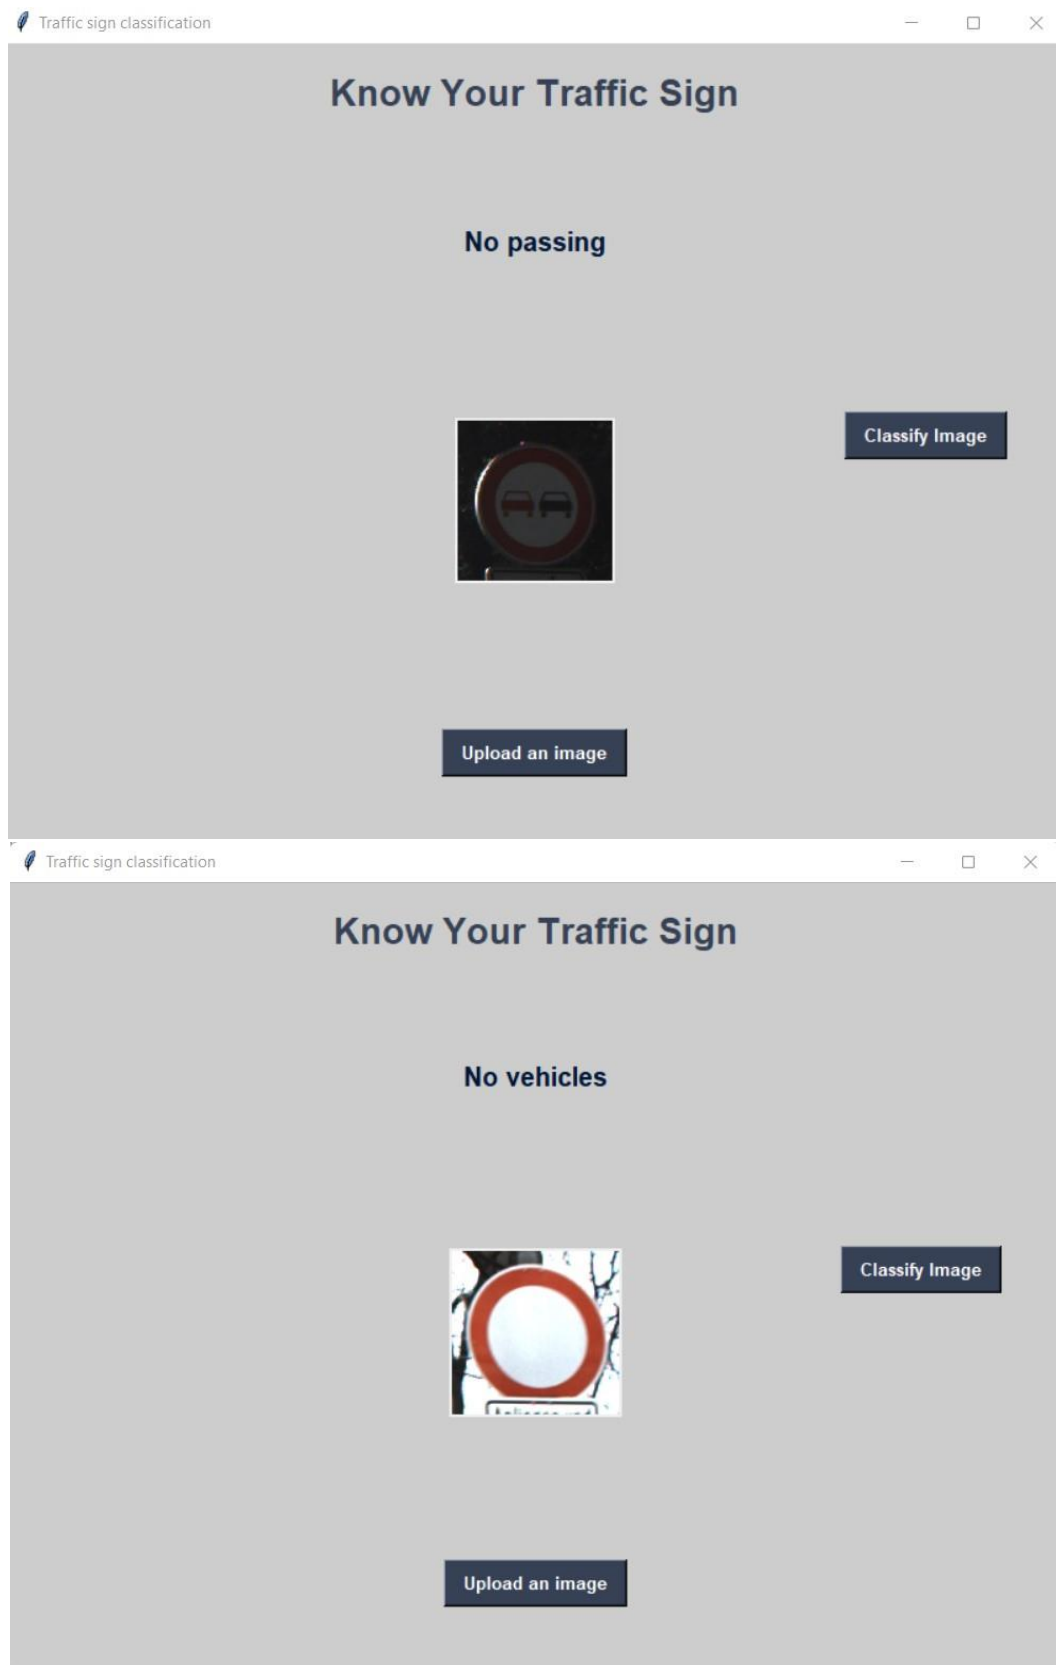 Traffic sign classification
Know Your Traffic Sign
No passing
Classify Image
Upload an image
Traffic sign classification
Know Your Traffic Sign
No vehicles
Classify Image
Upload an image